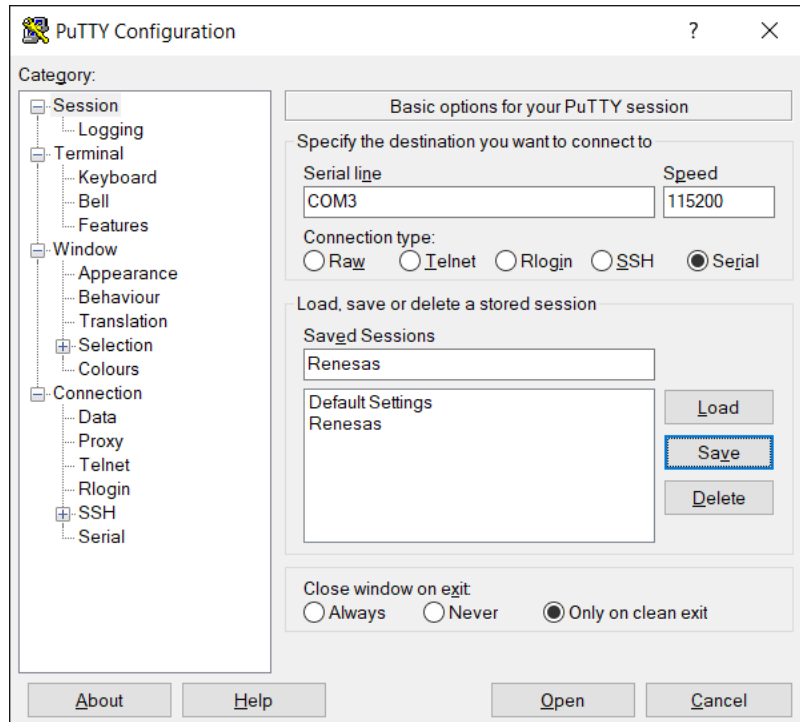 PuTTY Configuration
?
Category:
Session
Logging
Terminal
Keyboard
Bell
Features
Window
Appearance
Behaviour
Translation
Selection
Colours
Connection
Data
Proxy
Telnet
Rlogin
SSH
Serial
Basic options for your PuTTY session
Specify the destination you want to connect to
Serial line Speed
COM3 115200
Connection type:
Raw Telnet Rlogin SSH Serial
Load, save or delete a stored session
Saved Sessions
Renesas
Default Settings
Renesas
Load
Save
Delete
Close window on exit:
Always Never Only on clean exit
About Help Open Cancel